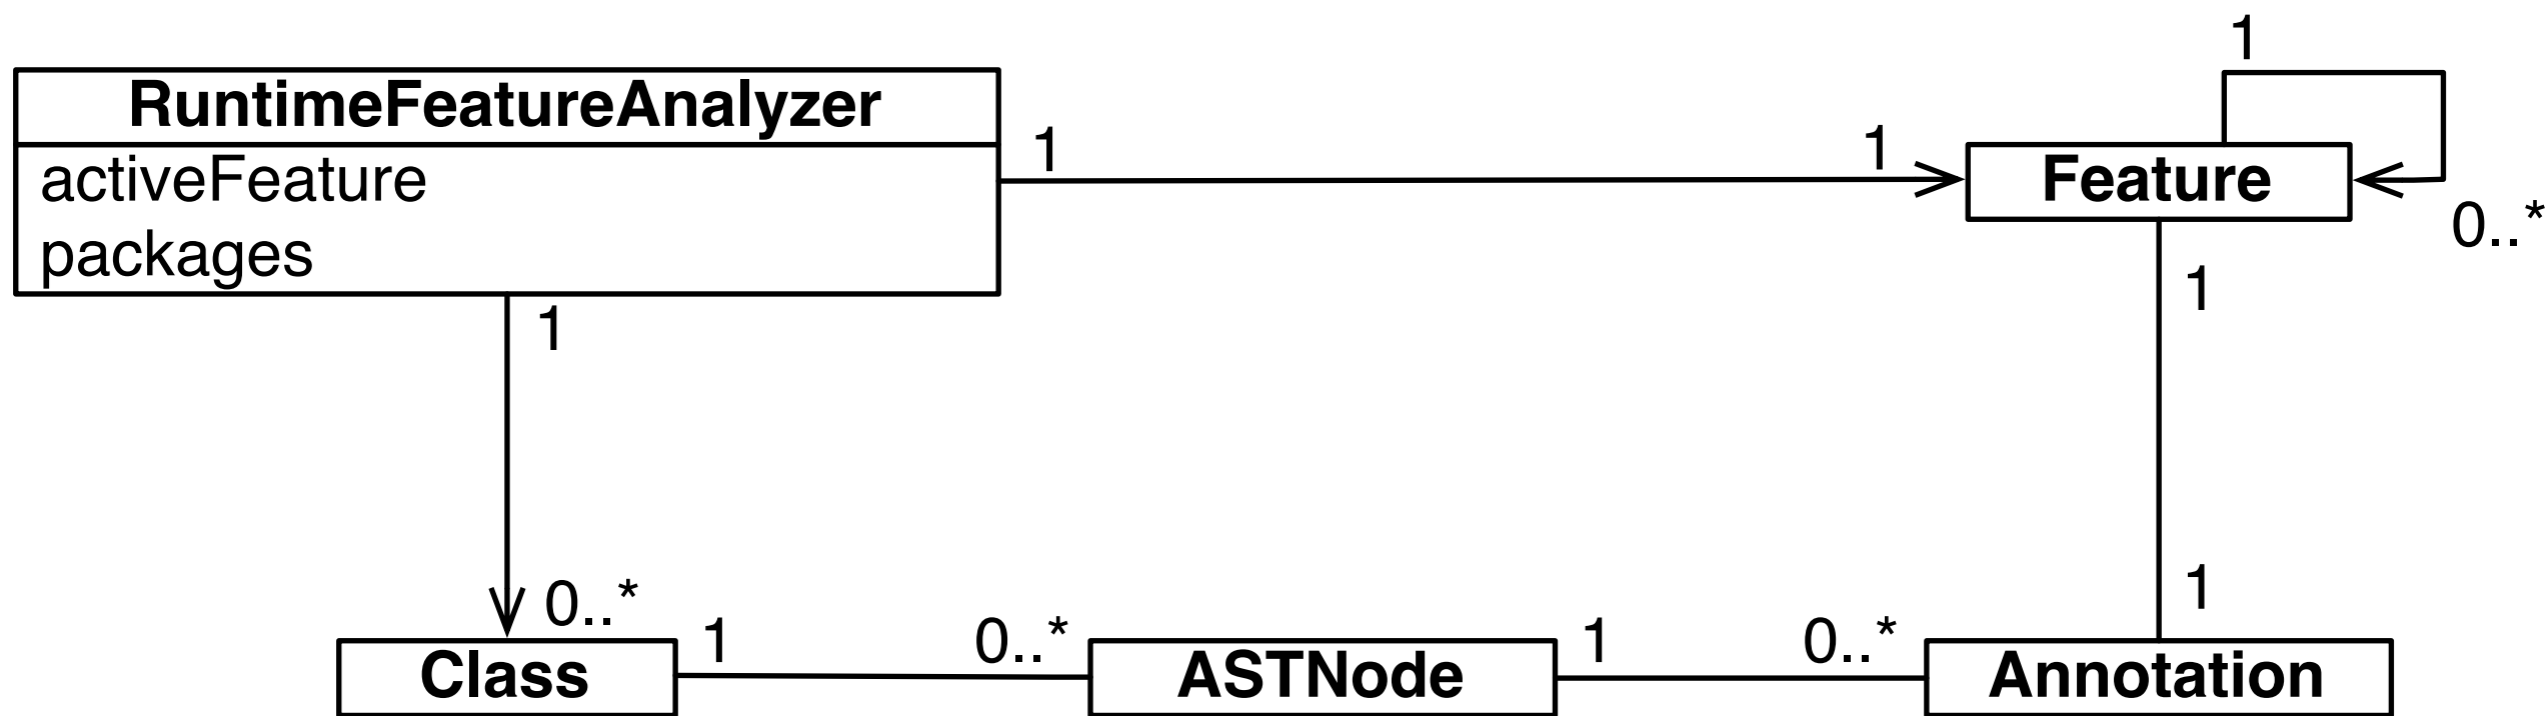 1
RuntimeFeatureAnalyzer
activeFeature
packages
1
1
Feature
0..*
1
1
0..*
1
Class
1
0..*
ASTNode
1
0..*
Annotation